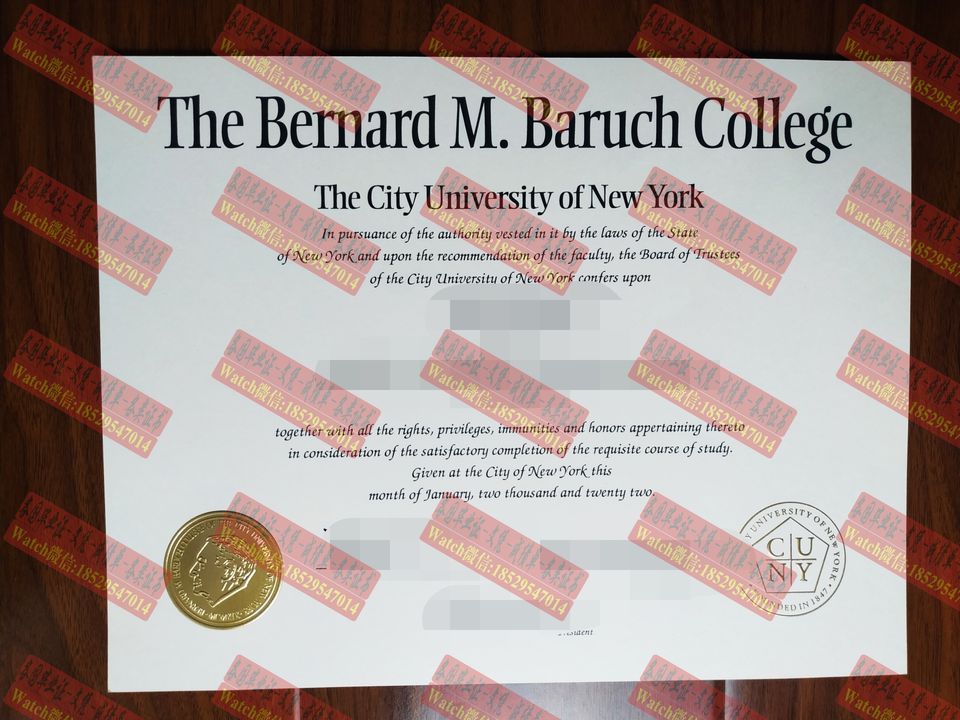 The Bernard M. Baruch College
The City University of New York
In pursuance of the authority vested in it by the laws of the State
of New York and upon the recommendation of the faculty, the Board of Trustees
of the City University of New York confers upon
together with all the rights, privileges, immunities and honors appertaining thereto
in consideration of the satisfactory completion of the requisite course of study.
Given at the City of New York this
month of January, two thousand and twenty two.
CU
NY
UNIVERSITY OF NEW YORK
FOUNDED IN 1847
Watch微信:18529547014